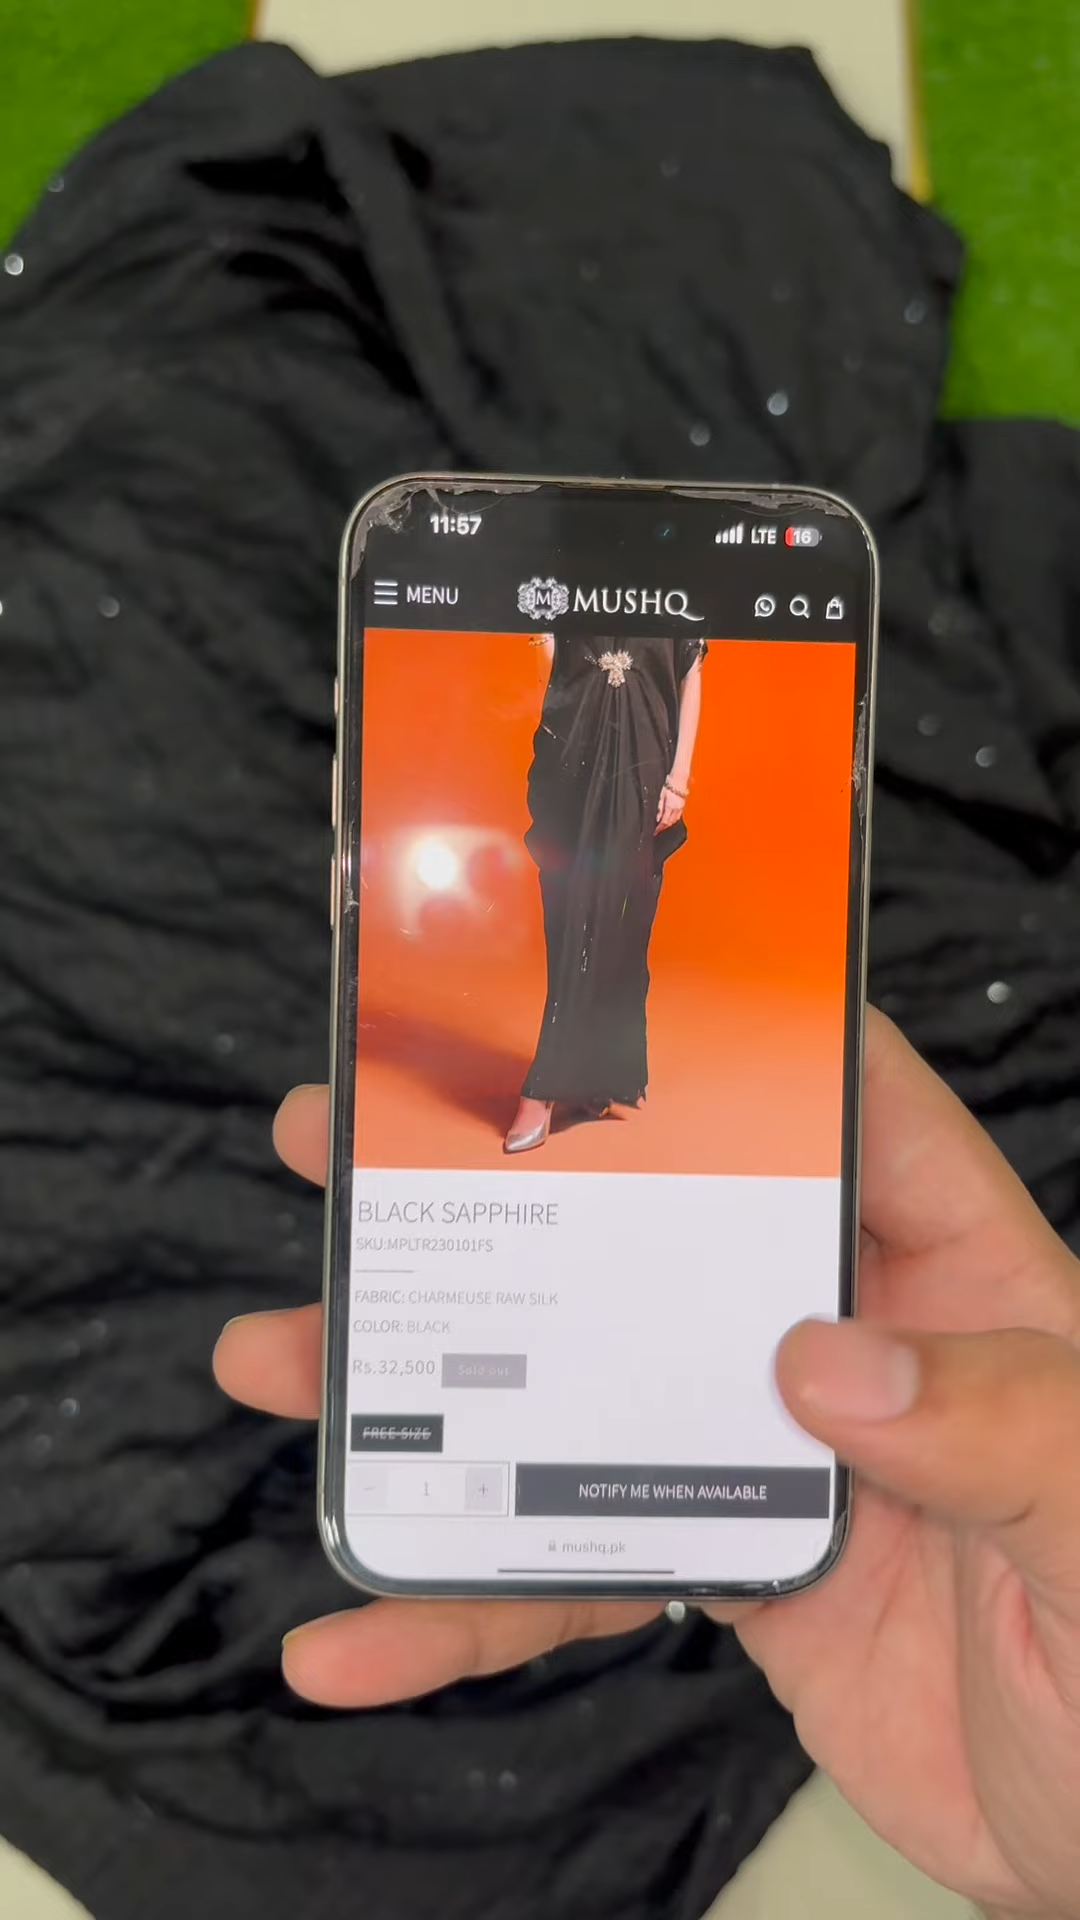 11:57 LTE 16
MENU M MUSHQ
BLACK SAPPHIRE
SKU:MPLTR230101FS
FABRIC: CHARMEUSE RAW SILK
COLOR: BLACK
Rs.32,500 Sold out
FREE SIZE
- 1 + NOTIFY ME WHEN AVAILABLE
mushq.pk